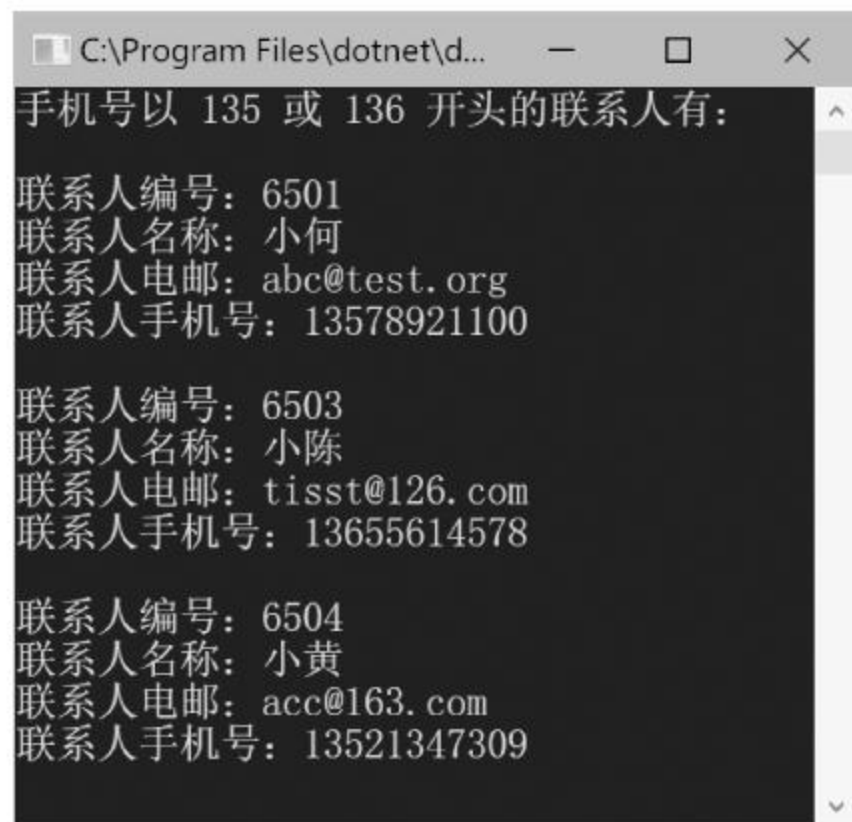 C:\Program Files\dotnet\d...
手机号以 135 或 136 开头的联系人有：
联系人编号：6501
联系人名称：小何
联系人电邮：abc@test.org
联系人手机号：13578921100
联系人编号：6503
联系人名称：小陈
联系人电邮：tisst@126.com
联系人手机号：13655614578
联系人编号：6504
联系人名称：小黄
联系人电邮：acc@163.com
联系人手机号：13521347309